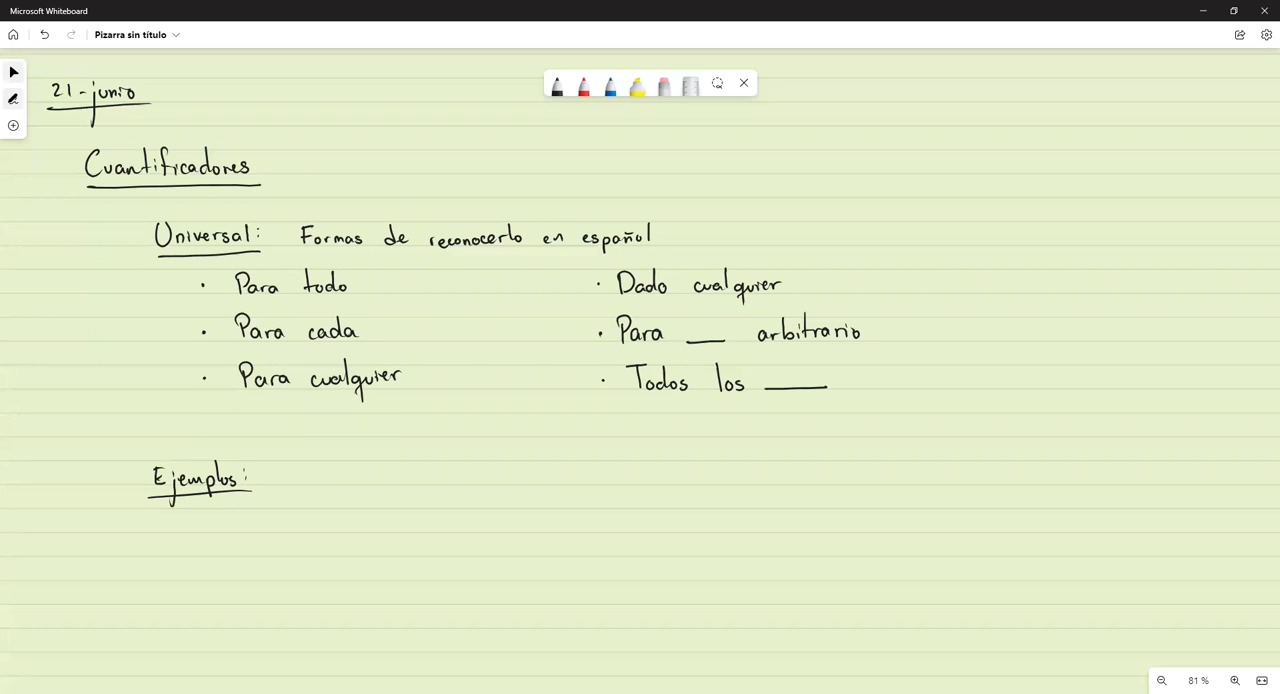 Microsoft Whiteboard
Pizarra sin título
21 - junio
Cuantificadores
Universal: Formas de reconocerlo en español
· Para todo
· Para cada
· Para cualquier
· Dado cualquier
· Para ___ arbitrario
· Todos los ____
Ejemplos:
81 %